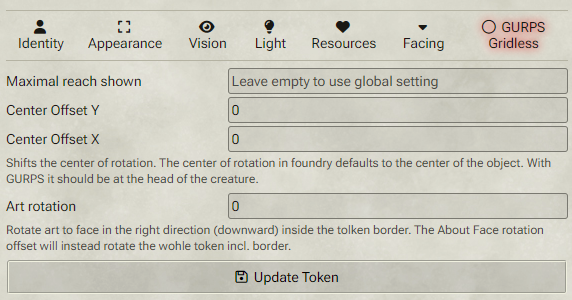 Identity Appearance Vision Light Resources Facing GURPS Gridless
Maximal reach shown Leave empty to use global setting
Center Offset Y 0
Center Offset X 0
Shifts the center of rotation. The center of rotation in foundry defaults to the center of the object. With
GURPS it should be at the head of the creature.
Art rotation 0
Rotate art to face in the right direction (downward) inside the tolken border. The About Face rotation
offset will instead rotate the wohle token incl. border.
Update Token